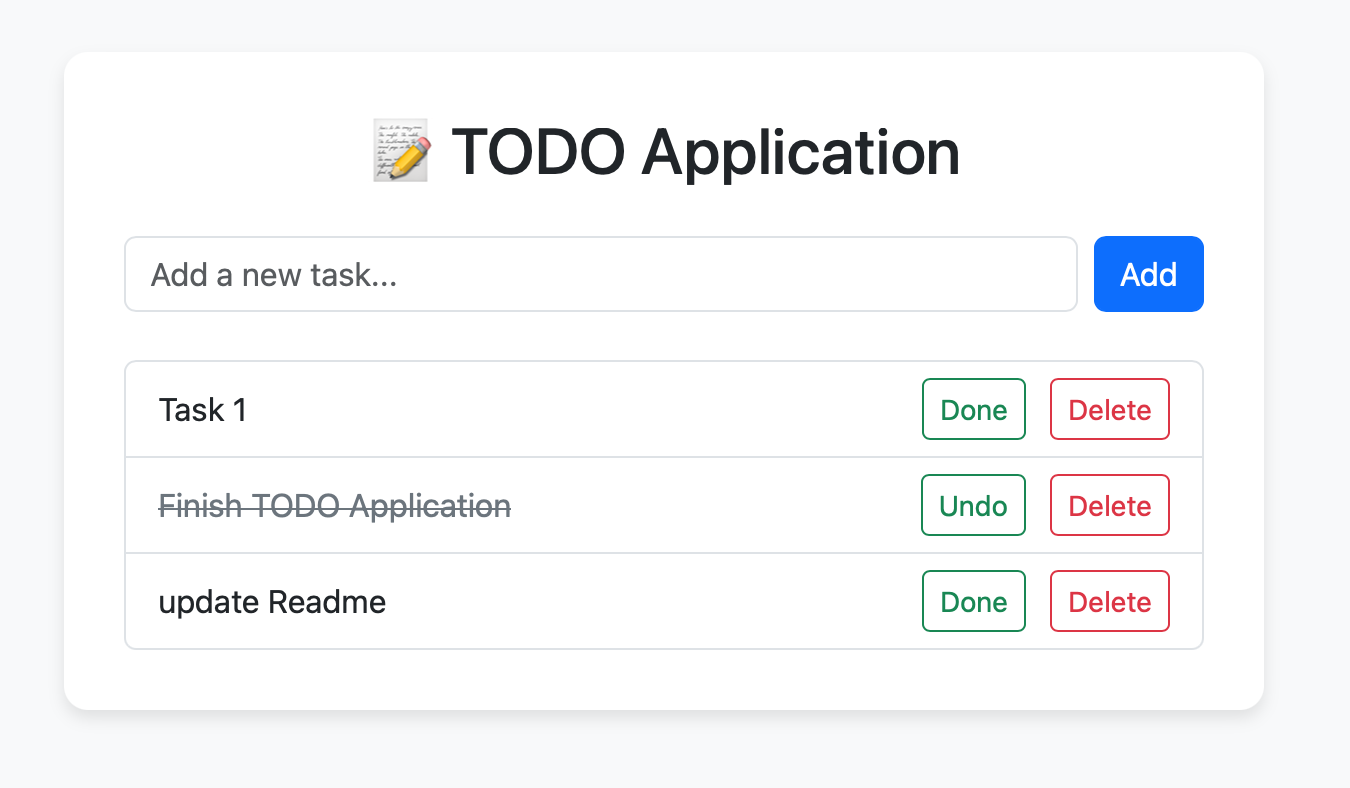 TODO Application
Add a new task...
Add
Task 1
Done
Delete
Finish TODO Application
Undo
Delete
update Readme
Done
Delete